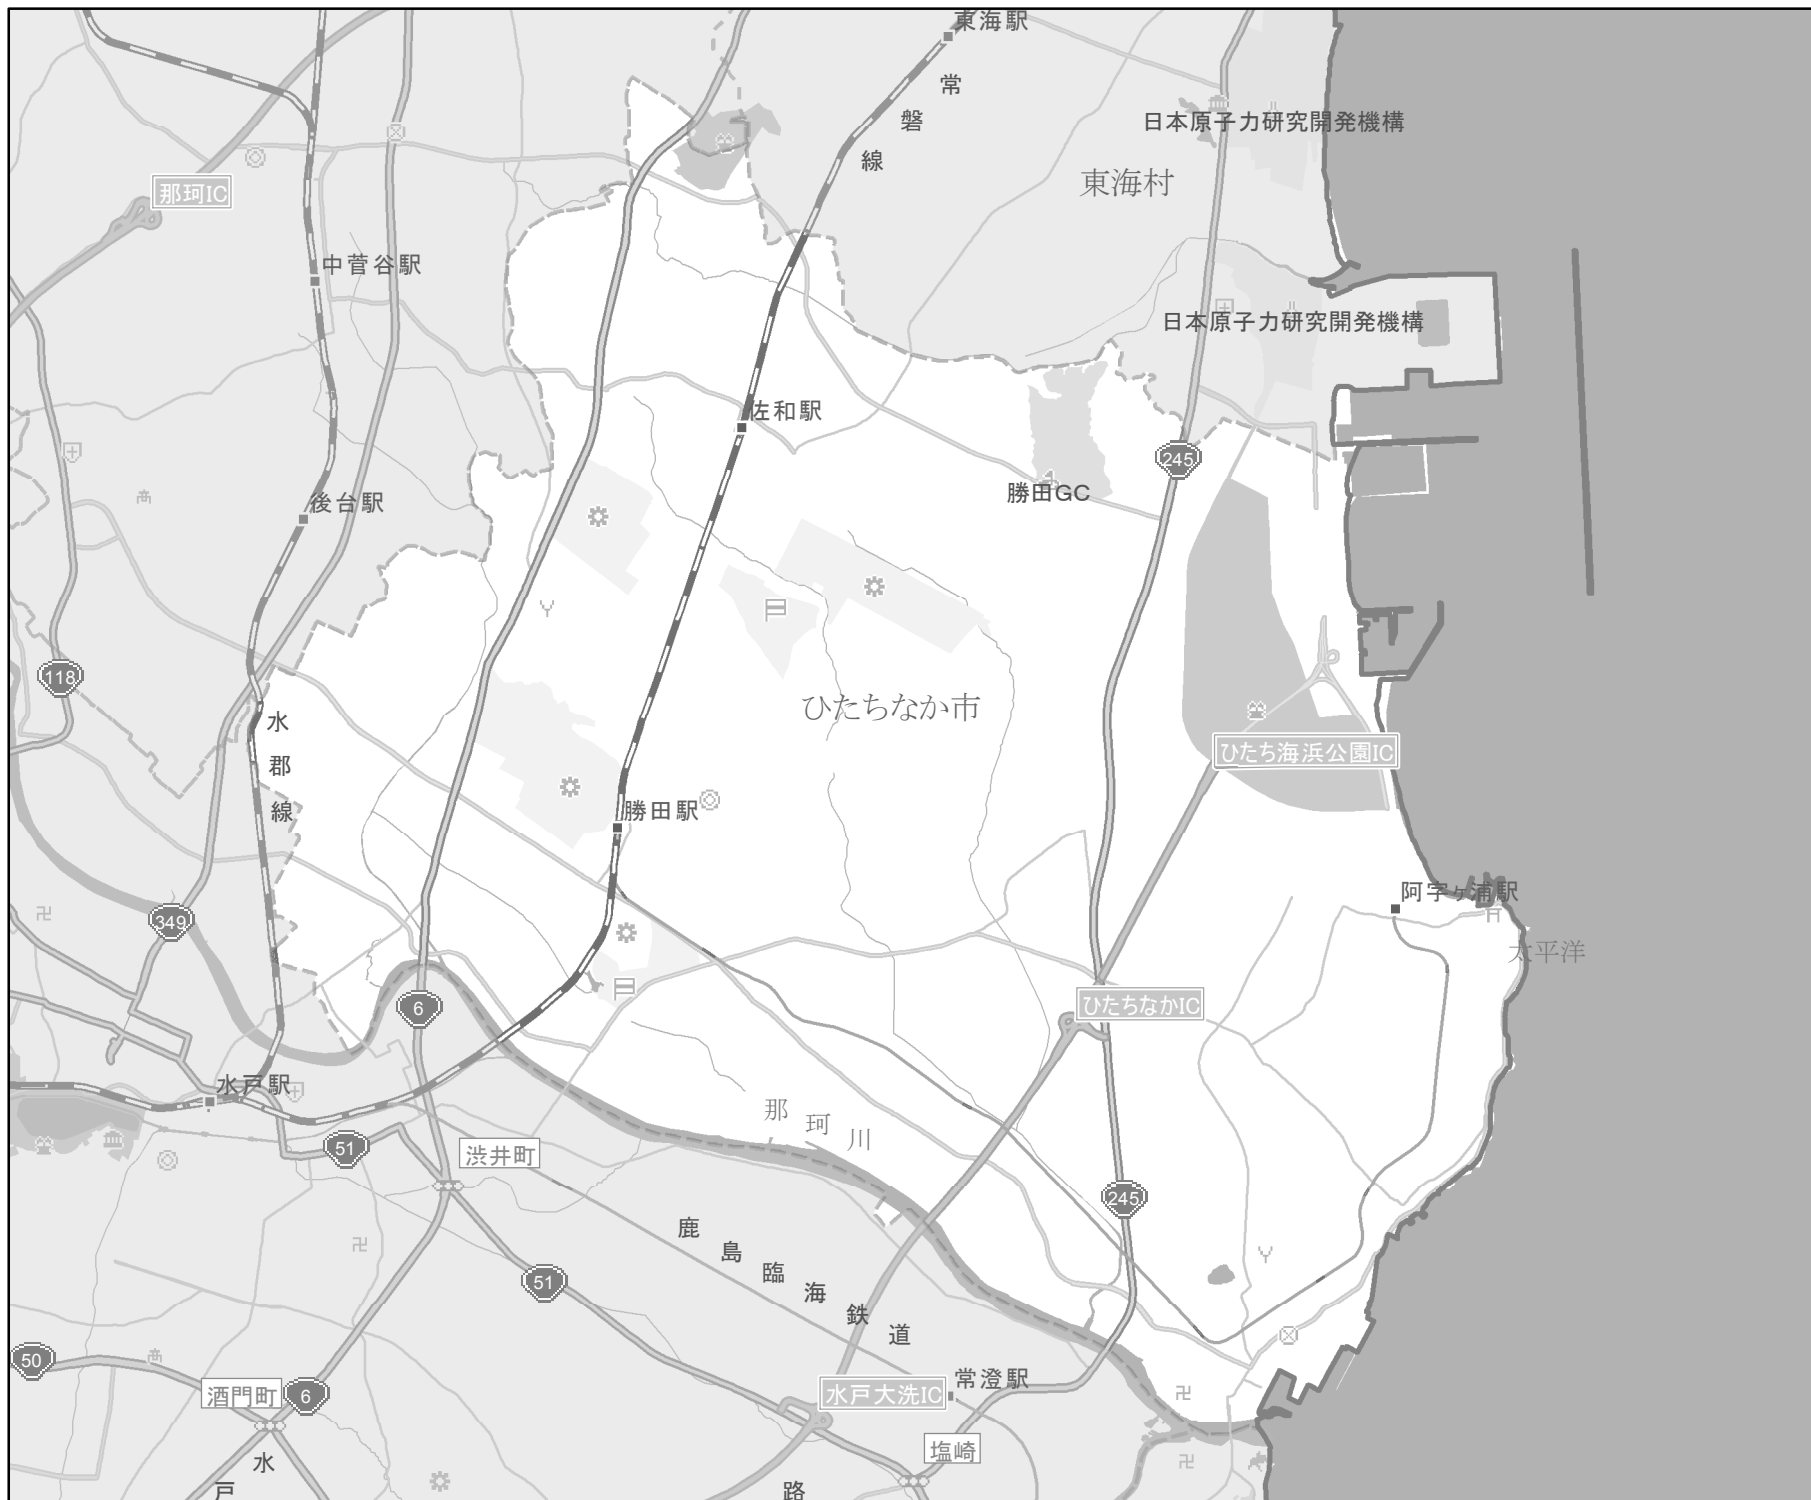 東海駅
常磐線
日本原子力研究開発機構
東海村
那珂IC
中菅谷駅
日本原子力研究開発機構
佐和駅
245
勝田GC
後台駅
118
ひたちなか市
水郡線
ひたち海浜公園IC
勝田駅
阿字ヶ浦駅
349
太平洋
6
ひたちなかIC
水戸駅
那珂川
51
渋井町
245
鹿島臨海鉄道
51
50
酒門町
6
水戸大洗IC
常澄駅
塩崎
水戸
路